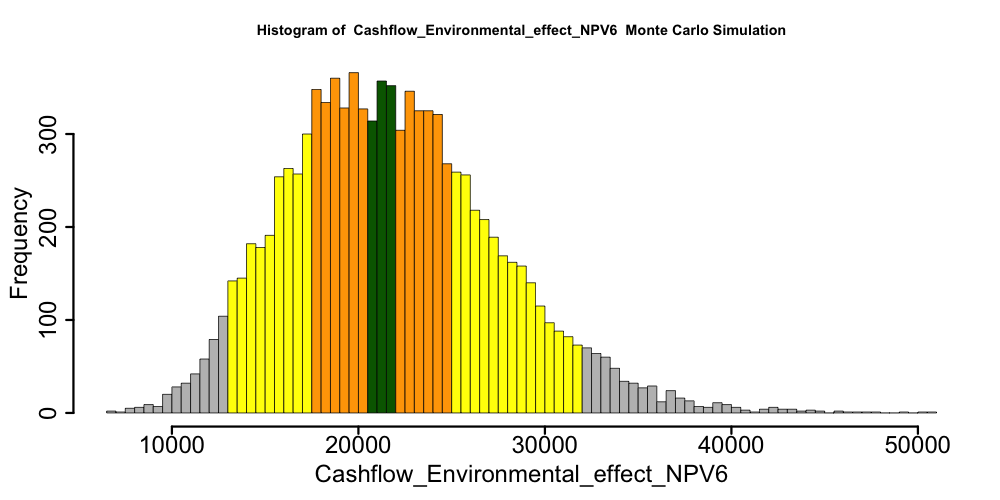 Histogram of  Cashflow_Environmental_effect_NPV6  Monte Carlo Simulation
300
200
100
0
Frequency
10000 20000 30000 40000 50000
Cashflow_Environmental_effect_NPV6